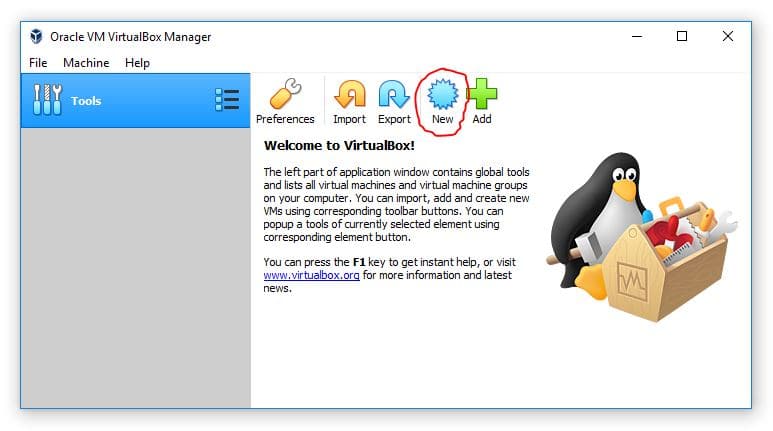 Oracle VM VirtualBox Manager
File Machine Help
Tools
Preferences Import Export New Add
Welcome to VirtualBox!
The left part of application window contains global tools
and lists all virtual machines and virtual machine groups
on your computer. You can import, add and create new
VMs using corresponding toolbar buttons. You can
popup a tools of currently selected element using
corresponding element button.
You can press the F1 key to get instant help, or visit
www.virtualbox.org for more information and latest
news.
VM